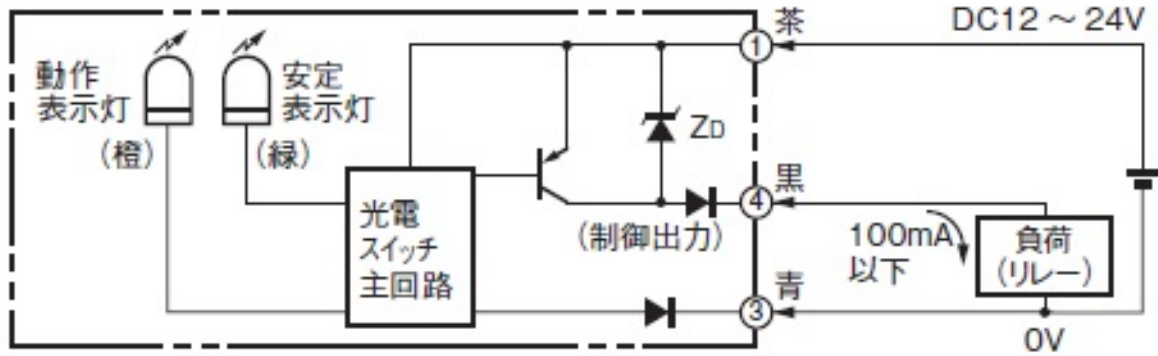 動作
表示灯
(橙)
安定
表示灯
(緑)
光電
スイッチ
主回路
ZD
(制御出力)
① 茶
④ 黒
③ 青
DC12 ～ 24V
100mA
以下
負荷
(リレー)
0V